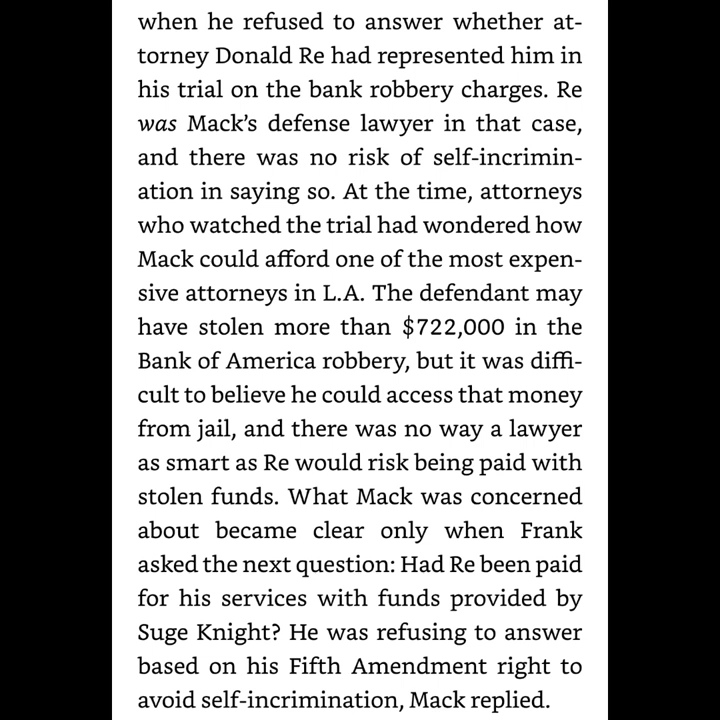 when he refused to answer whether at-
torney Donald Re had represented him in
his trial on the bank robbery charges. Re
was Mack’s defense lawyer in that case,
and there was no risk of self-incrimin-
ation in saying so. At the time, attorneys
who watched the trial had wondered how
Mack could afford one of the most expen-
sive attorneys in L.A. The defendant may
have stolen more than $722,000 in the
Bank of America robbery, but it was diffi-
cult to believe he could access that money
from jail, and there was no way a lawyer
as smart as Re would risk being paid with
stolen funds. What Mack was concerned
about became clear only when Frank
asked the next question: Had Re been paid
for his services with funds provided by
Suge Knight? He was refusing to answer
based on his Fifth Amendment right to
avoid self-incrimination, Mack replied.